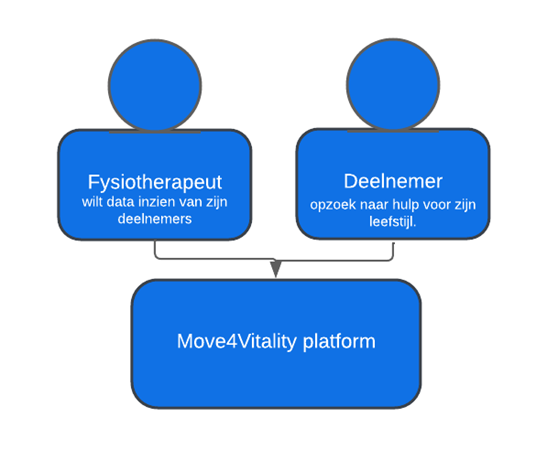 Fysiotherapeut
wilt data inzien van zijn
deelnemers
Deelnemer
opzoek naar hulp voor zijn
leefstijl.
Move4Vitality platform